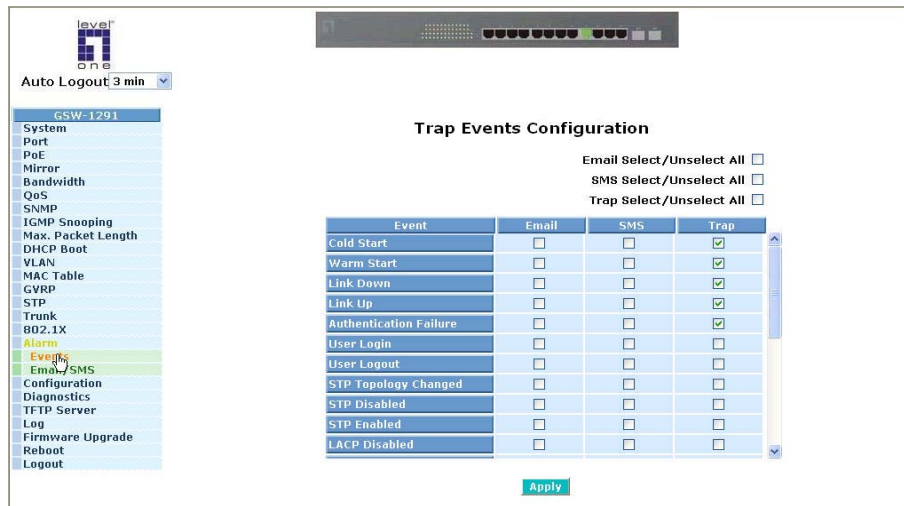 level
one
Auto Logout 3 min
GSW-1291
System
Port
PoE
Mirror
Bandwidth
QoS
SNMP
IGMP Snooping
Max. Packet Length
DHCP Boot
VLAN
MAC Table
GVRP
STP
Trunk
802.1X
Alarm
Events
Email/SMS
Configuration
Diagnostics
TFTP Server
Log
Firmware Upgrade
Reboot
Logout
Trap Events Configuration
Email Select/Unselect All
SMS Select/Unselect All
Trap Select/Unselect All
Event Email SMS Trap
Cold Start
Warm Start
Link Down
Link Up
Authentication Failure
User Login
User Logout
STP Topology Changed
STP Disabled
STP Enabled
LACP Disabled
Apply